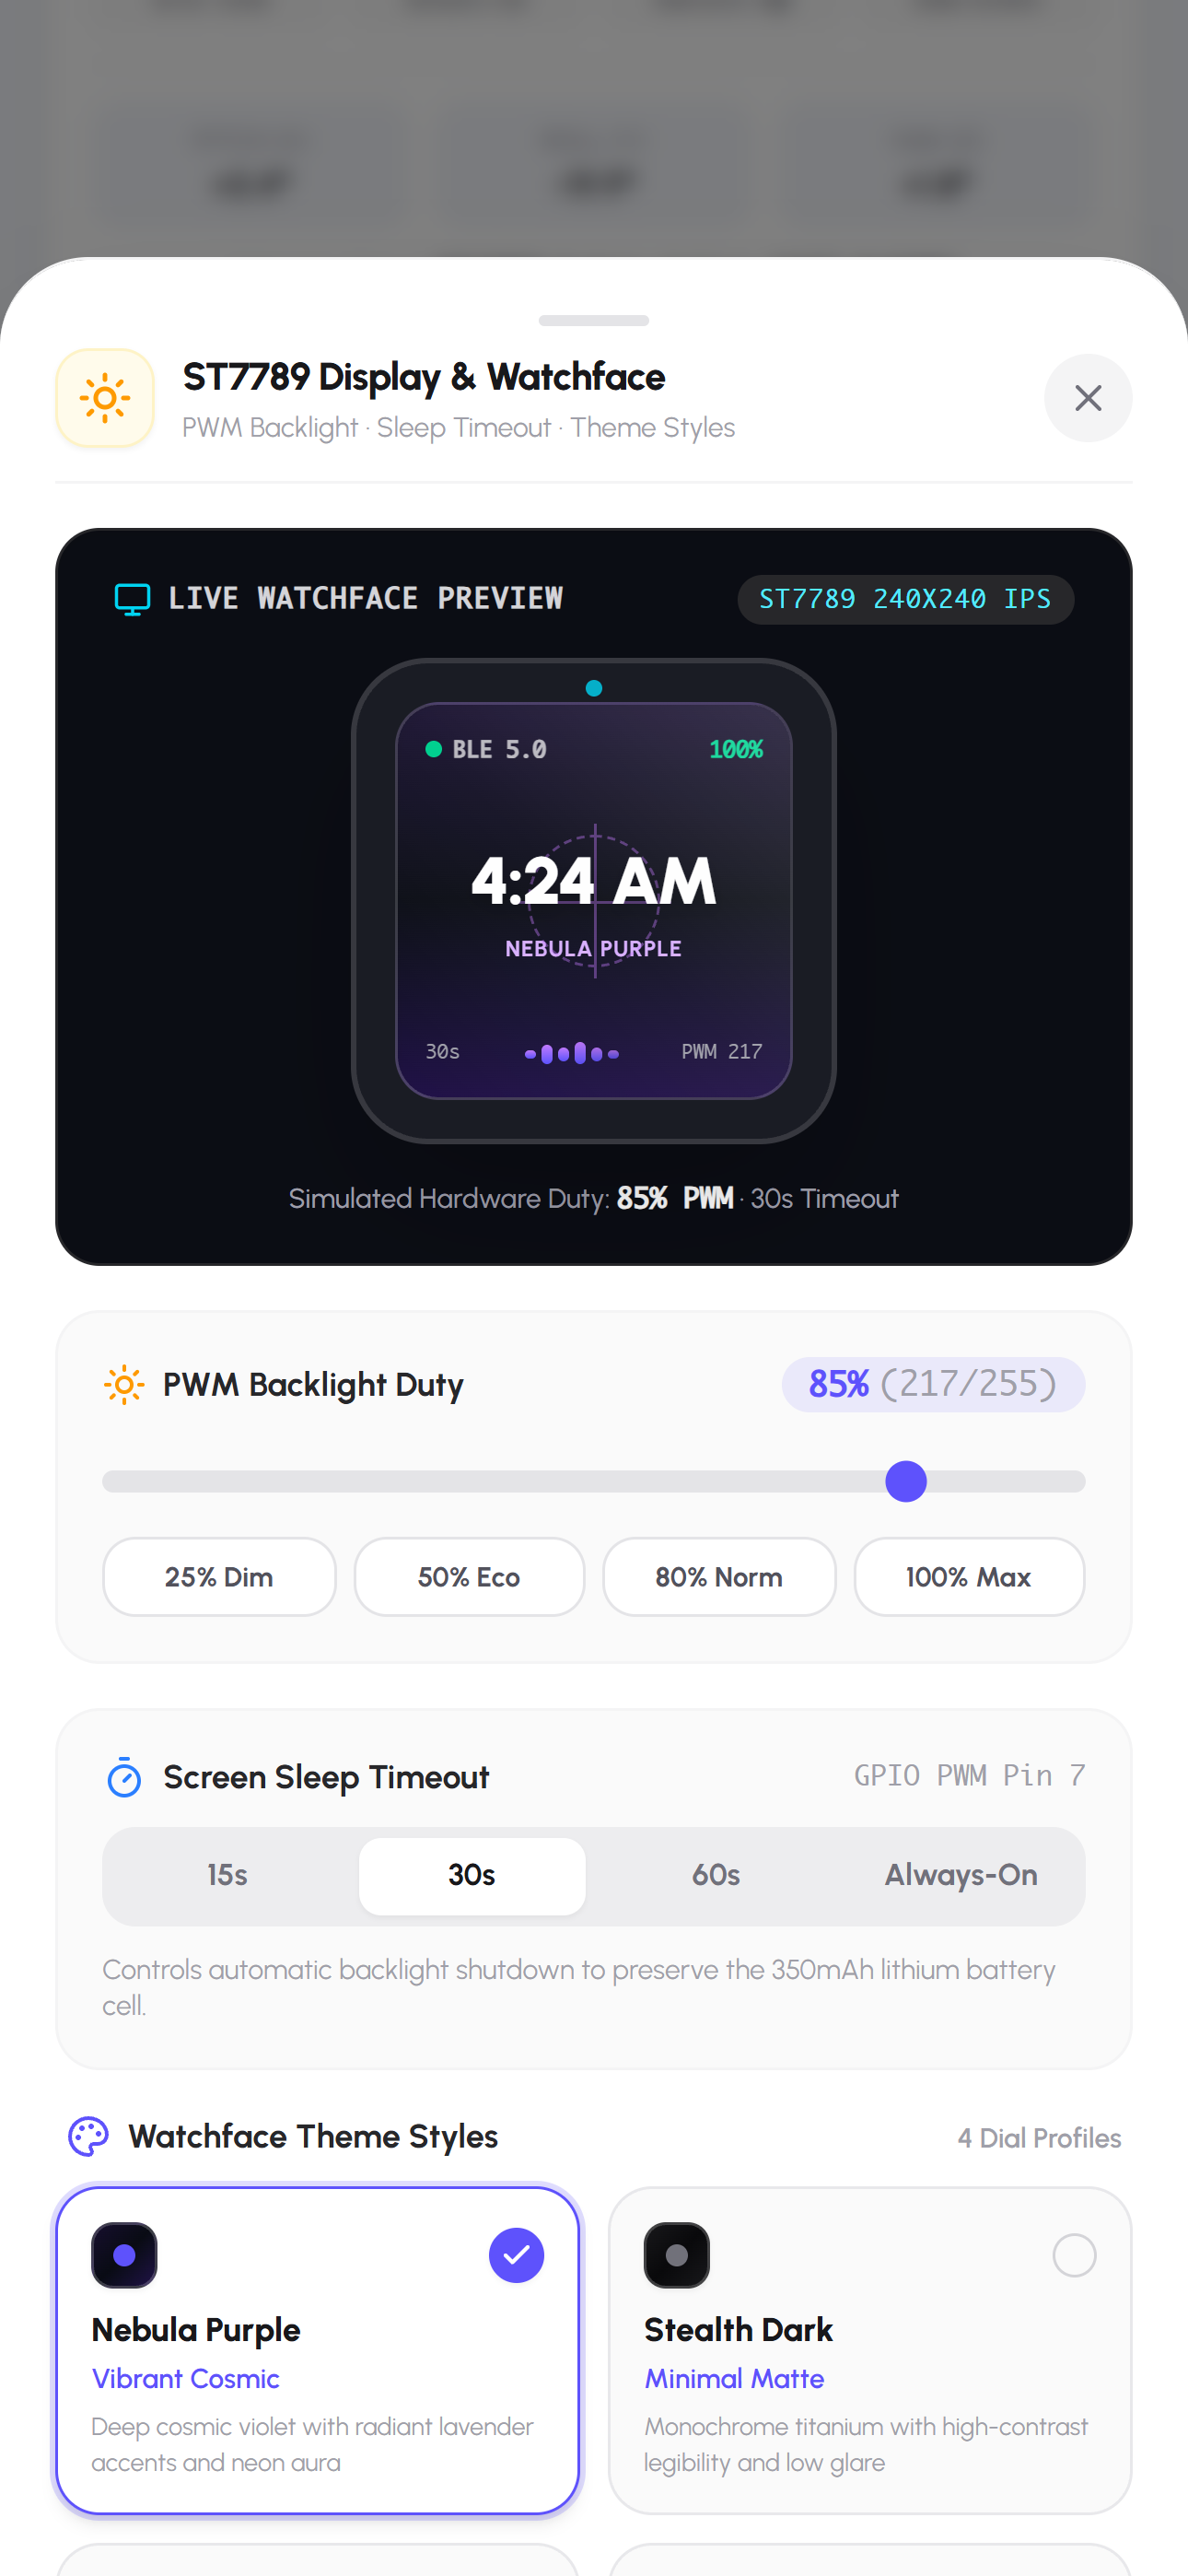 ST7789 Display & Watchface
PWM Backlight · Sleep Timeout · Theme Styles
LIVE WATCHFACE PREVIEW
ST7789 240X240 IPS
BLE 5.0
100%
4:24 AM
NEBULA PURPLE
30s
PWM 217
Simulated Hardware Duty: 85% PWM · 30s Timeout
PWM Backlight Duty
85% (217/255)
25% Dim
50% Eco
80% Norm
100% Max
Screen Sleep Timeout
GPIO PWM Pin 7
15s
30s
60s
Always-On
Controls automatic backlight shutdown to preserve the 350mAh lithium battery
cell.
Watchface Theme Styles
4 Dial Profiles
Nebula Purple
Vibrant Cosmic
Deep cosmic violet with radiant lavender
accents and neon aura
Stealth Dark
Minimal Matte
Monochrome titanium with high-contrast
legibility and low glare